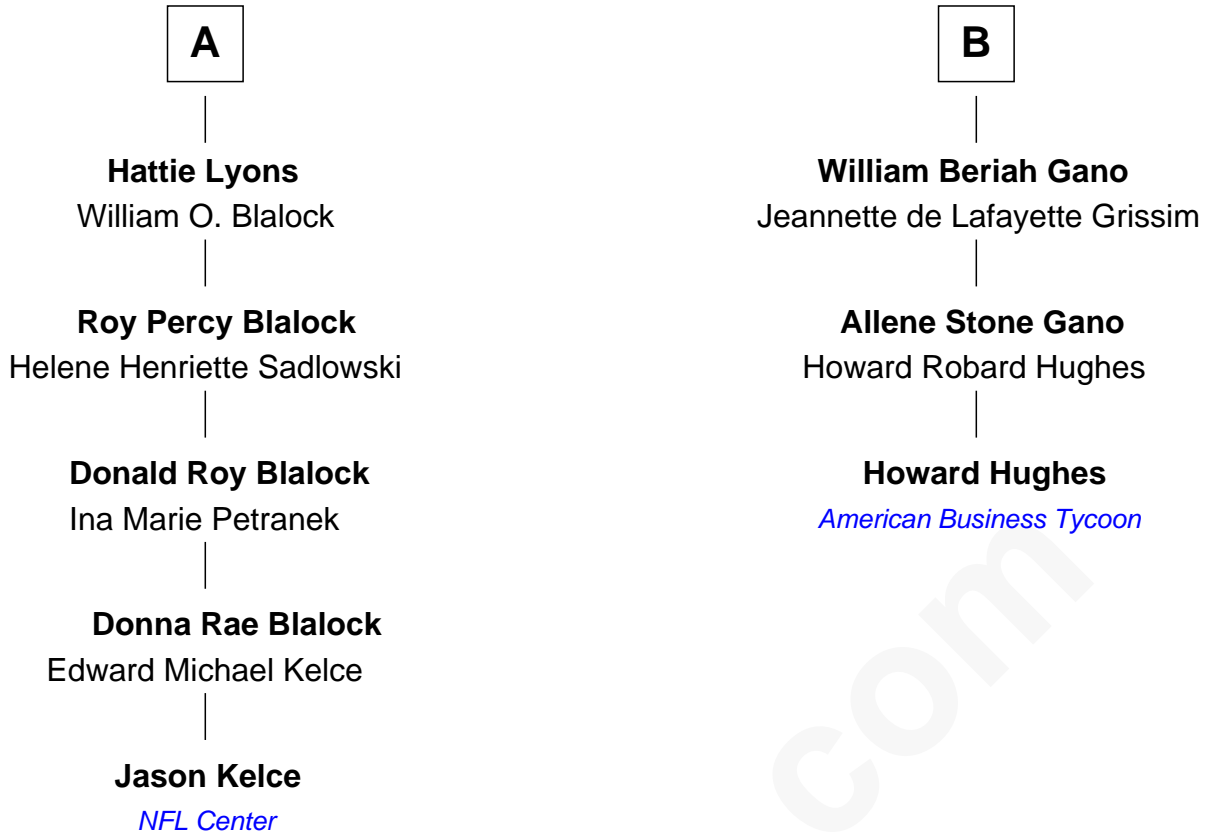 A
Hattie Lyons
William O. Blalock
Roy Percy Blalock
Helene Henriette Sadlowski
Donald Roy Blalock
Ina Marie Petranek
Donna Rae Blalock
Edward Michael Kelce
Jason Kelce
NFL Center
B
William Beriah Gano
Jeannette de Lafayette Grissim
Allene Stone Gano
Howard Robard Hughes
Howard Hughes
American Business Tycoon
com